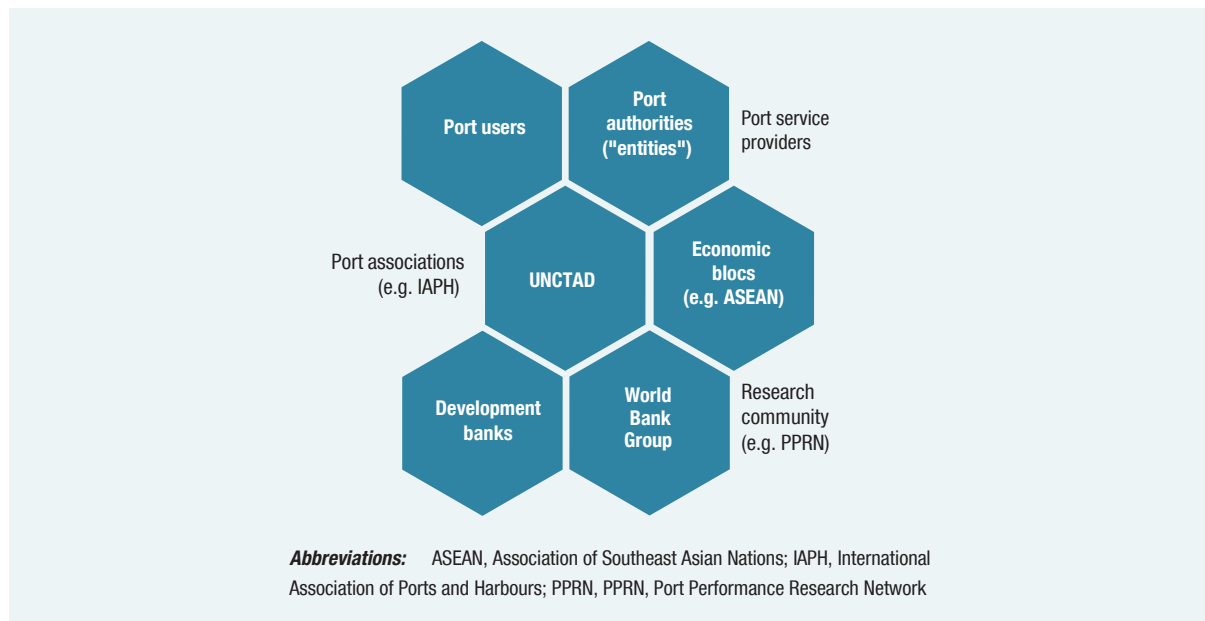 Port users
Port
authorities
("entities")
Port service
providers
Port associations
(e.g. IAPH)
UNCTAD
Economic
blocs
(e.g. ASEAN)
Development
banks
World
Bank
Group
Research
community
(e.g. PPRN)
Abbreviations: ASEAN, Association of Southeast Asian Nations; IAPH, International
Association of Ports and Harbours; PPRN, PPRN, Port Performance Research Network